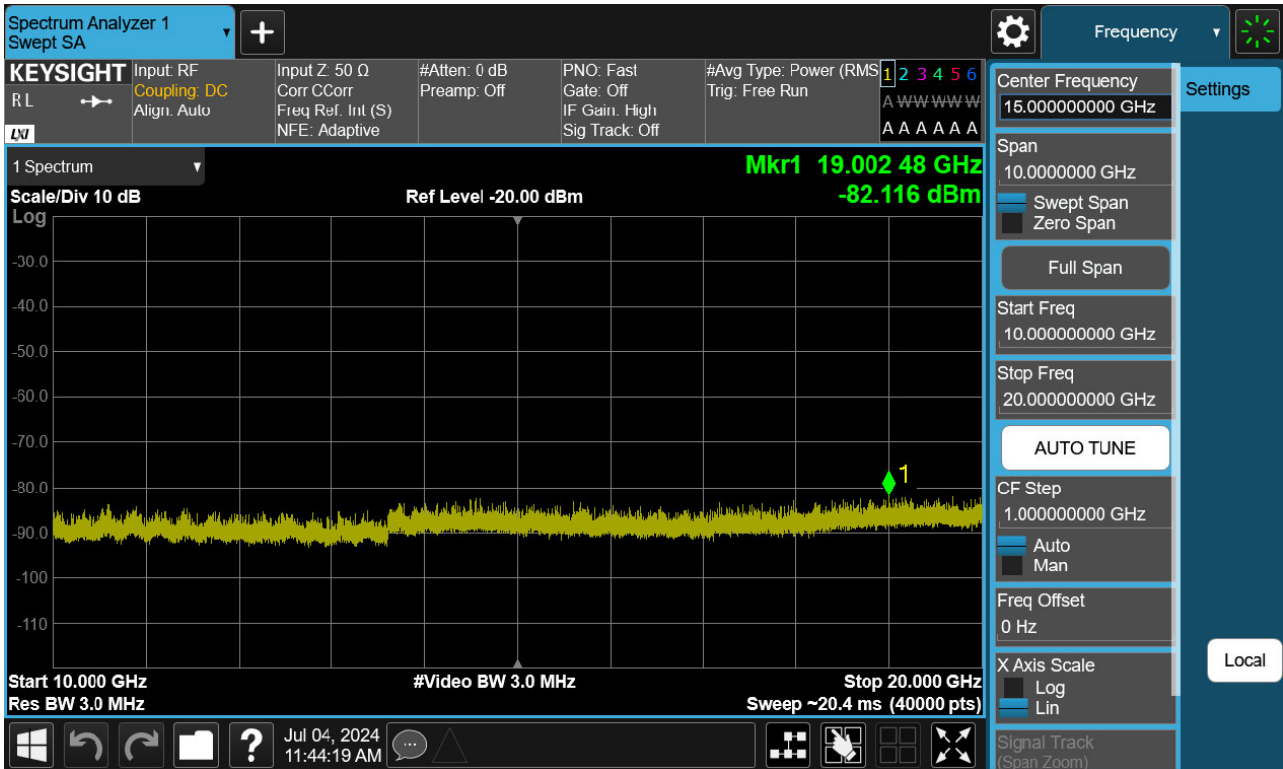 Spectrum Analyzer 1
Swept SA
+
Frequency
KEYSIGHT
R L
LXI
Input: RF
Coupling: DC
Align: Auto
Input Z: 50 Ω
Corr CCorr
Freq Ref: Int (S)
NFE: Adaptive
#Atten: 0 dB
Preamp: Off
PNO: Fast
Gate: Off
IF Gain: High
Sig Track: Off
#Avg Type: Power (RMS
Trig: Free Run
1 2 3 4 5 6
A W W W W W
A A A A A A
1 Spectrum
Scale/Div 10 dB
Log
Ref Level -20.00 dBm
Mkr1 19.002 48 GHz
-82.116 dBm
-30.0
-40.0
-50.0
-60.0
-70.0
-80.0
-90.0
-100
-110
1
Start 10.000 GHz
#Video BW 3.0 MHz
Stop 20.000 GHz
Res BW 3.0 MHz
Sweep ~20.4 ms (40000 pts)
Center Frequency
15.000000000 GHz
Span
10.0000000 GHz
Swept Span
Zero Span
Full Span
Start Freq
10.000000000 GHz
Stop Freq
20.000000000 GHz
AUTO TUNE
CF Step
1.000000000 GHz
Auto
Man
Freq Offset
0 Hz
X Axis Scale
Log
Lin
Signal Track
(Span Zoom)
Settings
Local
?
Jul 04, 2024
11:44:19 AM